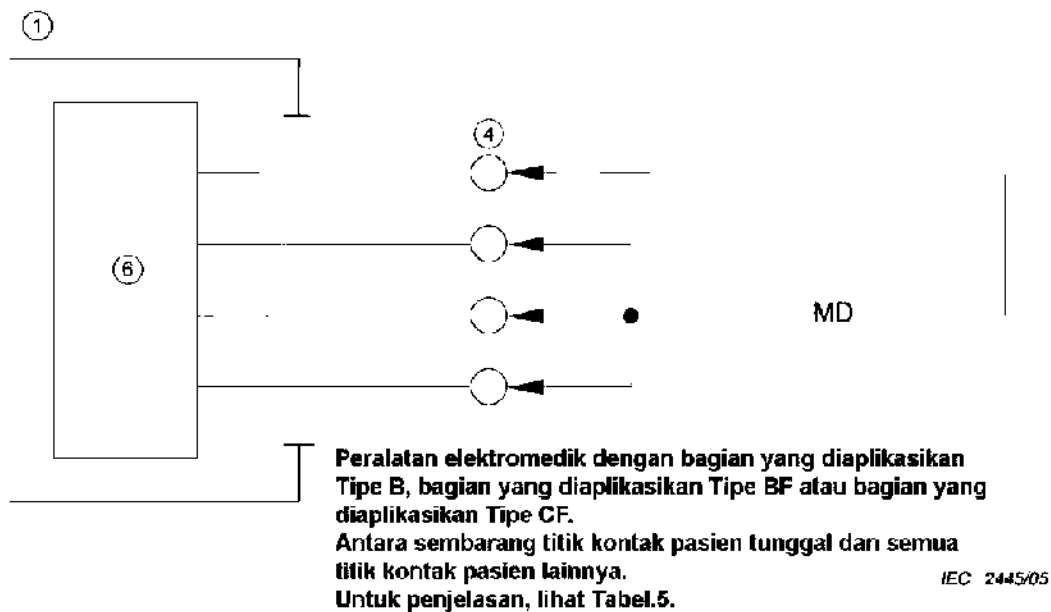 1
4
6
MD
Peralatan elektromedik dengan bagian yang diaplikasikan
Tipe B, bagian yang diaplikasikan Tipe BF atau bagian yang
diaplikasikan Tipe CF.
Antara sembarang titik kontak pasien tunggal dan semua
titik kontak pasien lainnya.
IEC 2445/05
Untuk penjelasan, lihat Tabel.5.